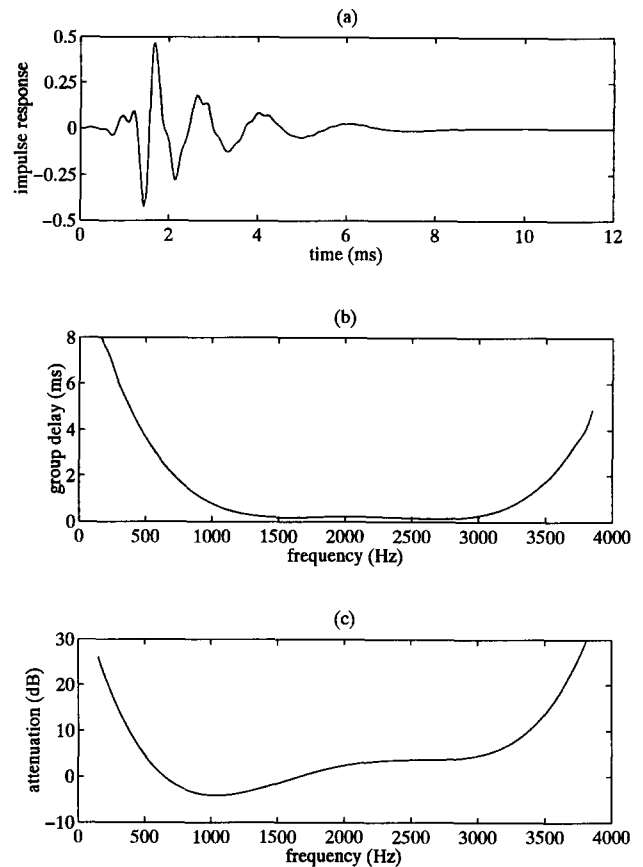 (a)
impulse response
0.5
0.25
0
−0.25
−0.5
0 2 4 6 8 10 12
time (ms)
(b)
group delay (ms)
8
6
4
2
0
0 500 1000 1500 2000 2500 3000 3500 4000
frequency (Hz)
(c)
attenuation (dB)
30
20
10
0
−10
0 500 1000 1500 2000 2500 3000 3500 4000
frequency (Hz)